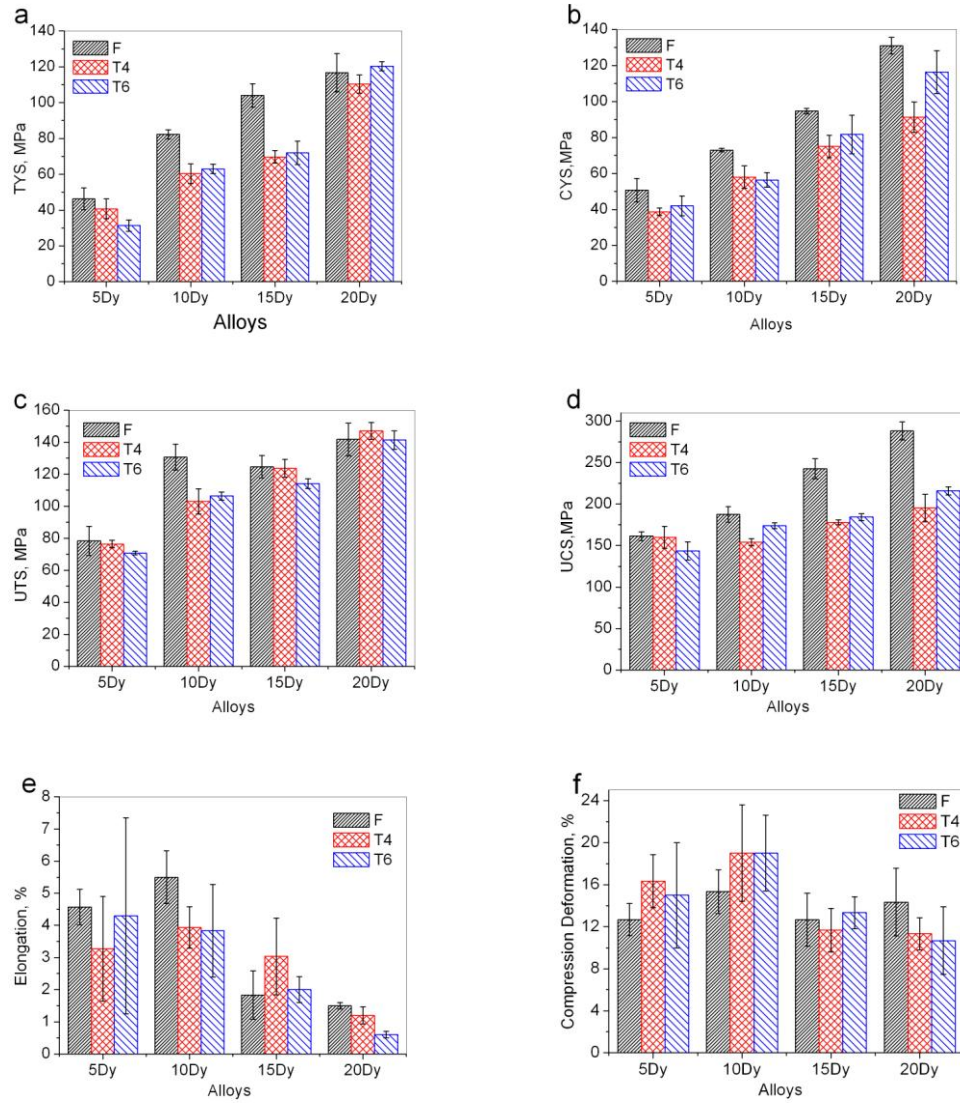 a
140
120
100
80
60
40
20
0
TYS, MPa
F
T4
T6
5Dy 10Dy 15Dy 20Dy
Alloys
b
140
120
100
80
60
40
20
0
CYS,MPa
F
T4
T6
5Dy 10Dy 15Dy 20Dy
Alloys
c
160
140
120
100
80
60
40
20
0
UTS, MPa
F
T4
T6
5Dy 10Dy 15Dy 20Dy
Alloys
d
300
250
200
150
100
50
0
UCS,MPa
F
T4
T6
5Dy 10Dy 15Dy 20Dy
Alloys
e
8
7
6
5
4
3
2
1
0
Elongation, %
F
T4
T6
5Dy 10Dy 15Dy 20Dy
Alloys
f
24
20
16
12
8
4
0
Compression Deformation, %
F
T4
T6
5Dy 10Dy 15Dy 20Dy
Alloys